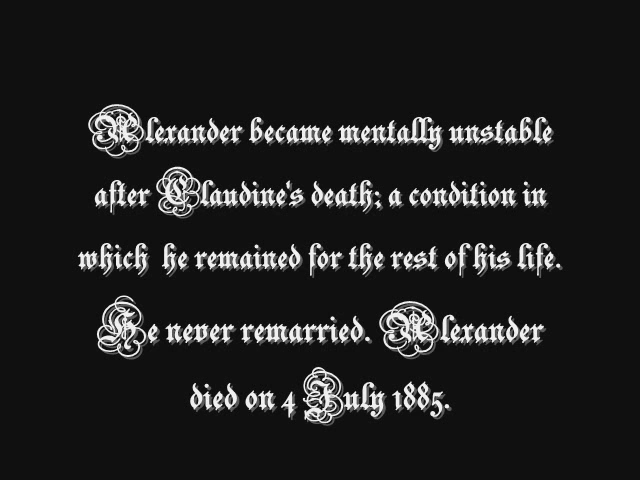 Alexander became mentally unstable
after Claudine's death; a condition in
which he remained for the rest of his life.
He never remarried. Alexander
died on 4 July 1885.